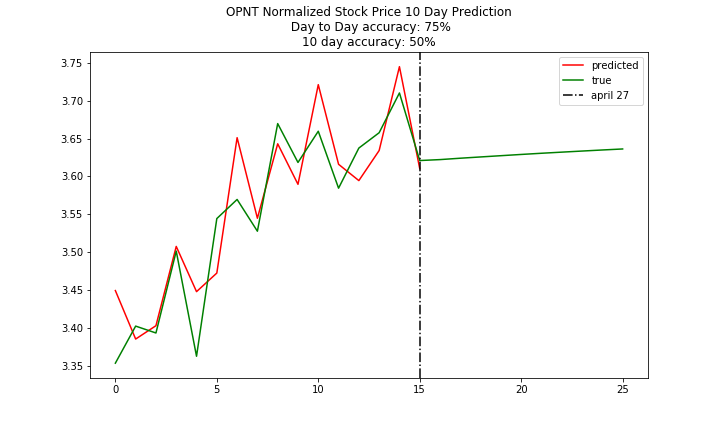 OPNT Normalized Stock Price 10 Day Prediction
Day to Day accuracy: 75%
10 day accuracy: 50%
predicted
true
april 27
3.75
3.70
3.65
3.60
3.55
3.50
3.45
3.40
3.35
0 5 10 15 20 25